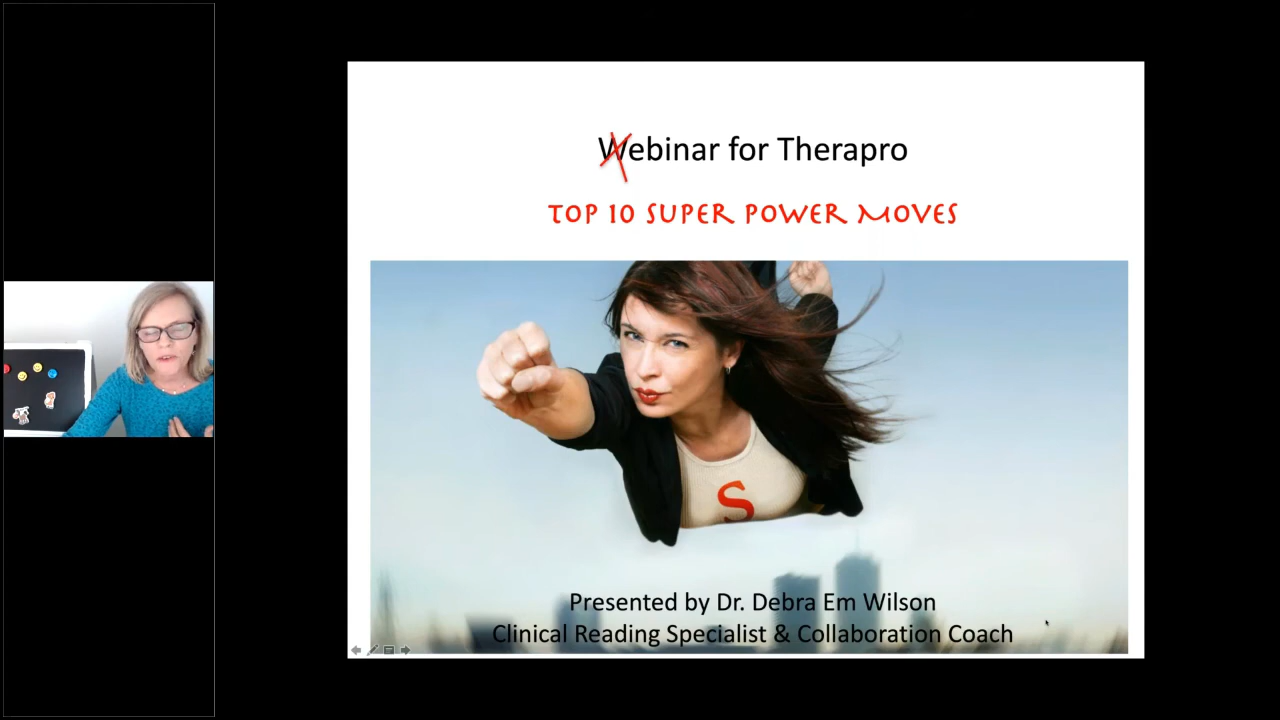 Webinar for Therapro
TOP 10 SUPER POWER MOVES
S
Presented by Dr. Debra Em Wilson
Clinical Reading Specialist & Collaboration Coach